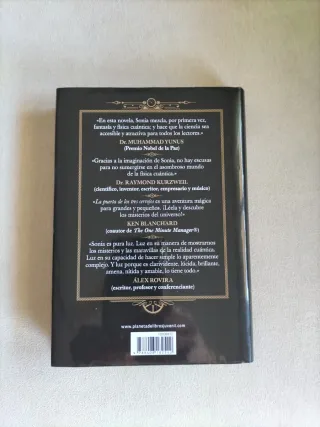 «En esta novela, Sonia mezcla, por primera vez,
fantasía y física cuántica; y hace que la ciencia sea
accesible y atractiva para todos los lectores.»
Dr. MUHAMMAD YUNUS
(Premio Nobel de la Paz)
«Gracias a la imaginación de Sonia, no hay excusas
para no sumergirse en el asombroso mundo
de la física cuántica.»
Dr. RAYMOND KURZWEIL
(científico, inventor, escritor, empresario y músico)
«La puerta de los tres cerrojos es una aventura mágica
para grandes y pequeños. ¡Léela y descubre
los misterios del universo!»
KEN BLANCHARD
(coautor de The One Minute Manager®)
«Sonia es pura luz. Luz en su manera de mostrarnos
los misterios y las maravillas de la realidad cuántica.
Luz en su capacidad de hacer simple lo aparentemente
complejo. Y luz porque es clarividente, lúcida, brillante,
amena, nítida y amable, lo tiene todo.»
ÁLEX ROVIRA
(escritor, profesor y conferenciante)
www.planetadelibrosjuvenil.com